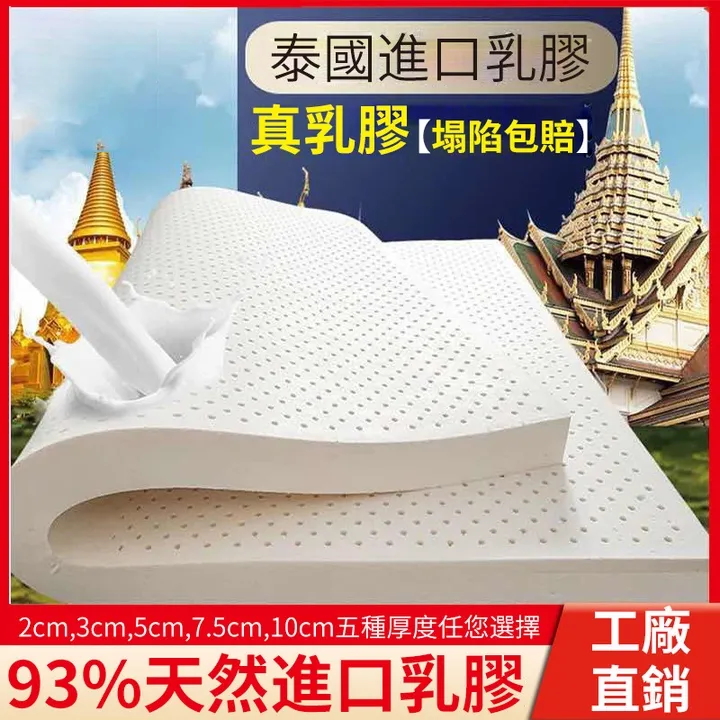 泰國進口乳膠
真乳膠【塌陷包賠】
2cm,3cm,5cm,7.5cm,10cm五種厚度任您選擇
93%天然進口乳膠
工廠
直銷